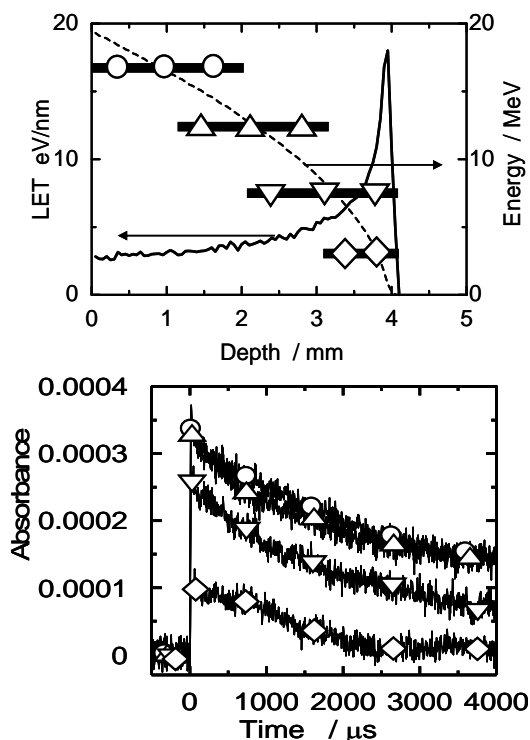 20
20
10
10
0
0
0 1 2 3 4 5
LET eV/nm
Energy / MeV
Depth / mm
0.0004
0.0003
0.0002
0.0001
0
0 1000 2000 3000 4000
Absorbance
Time / µs